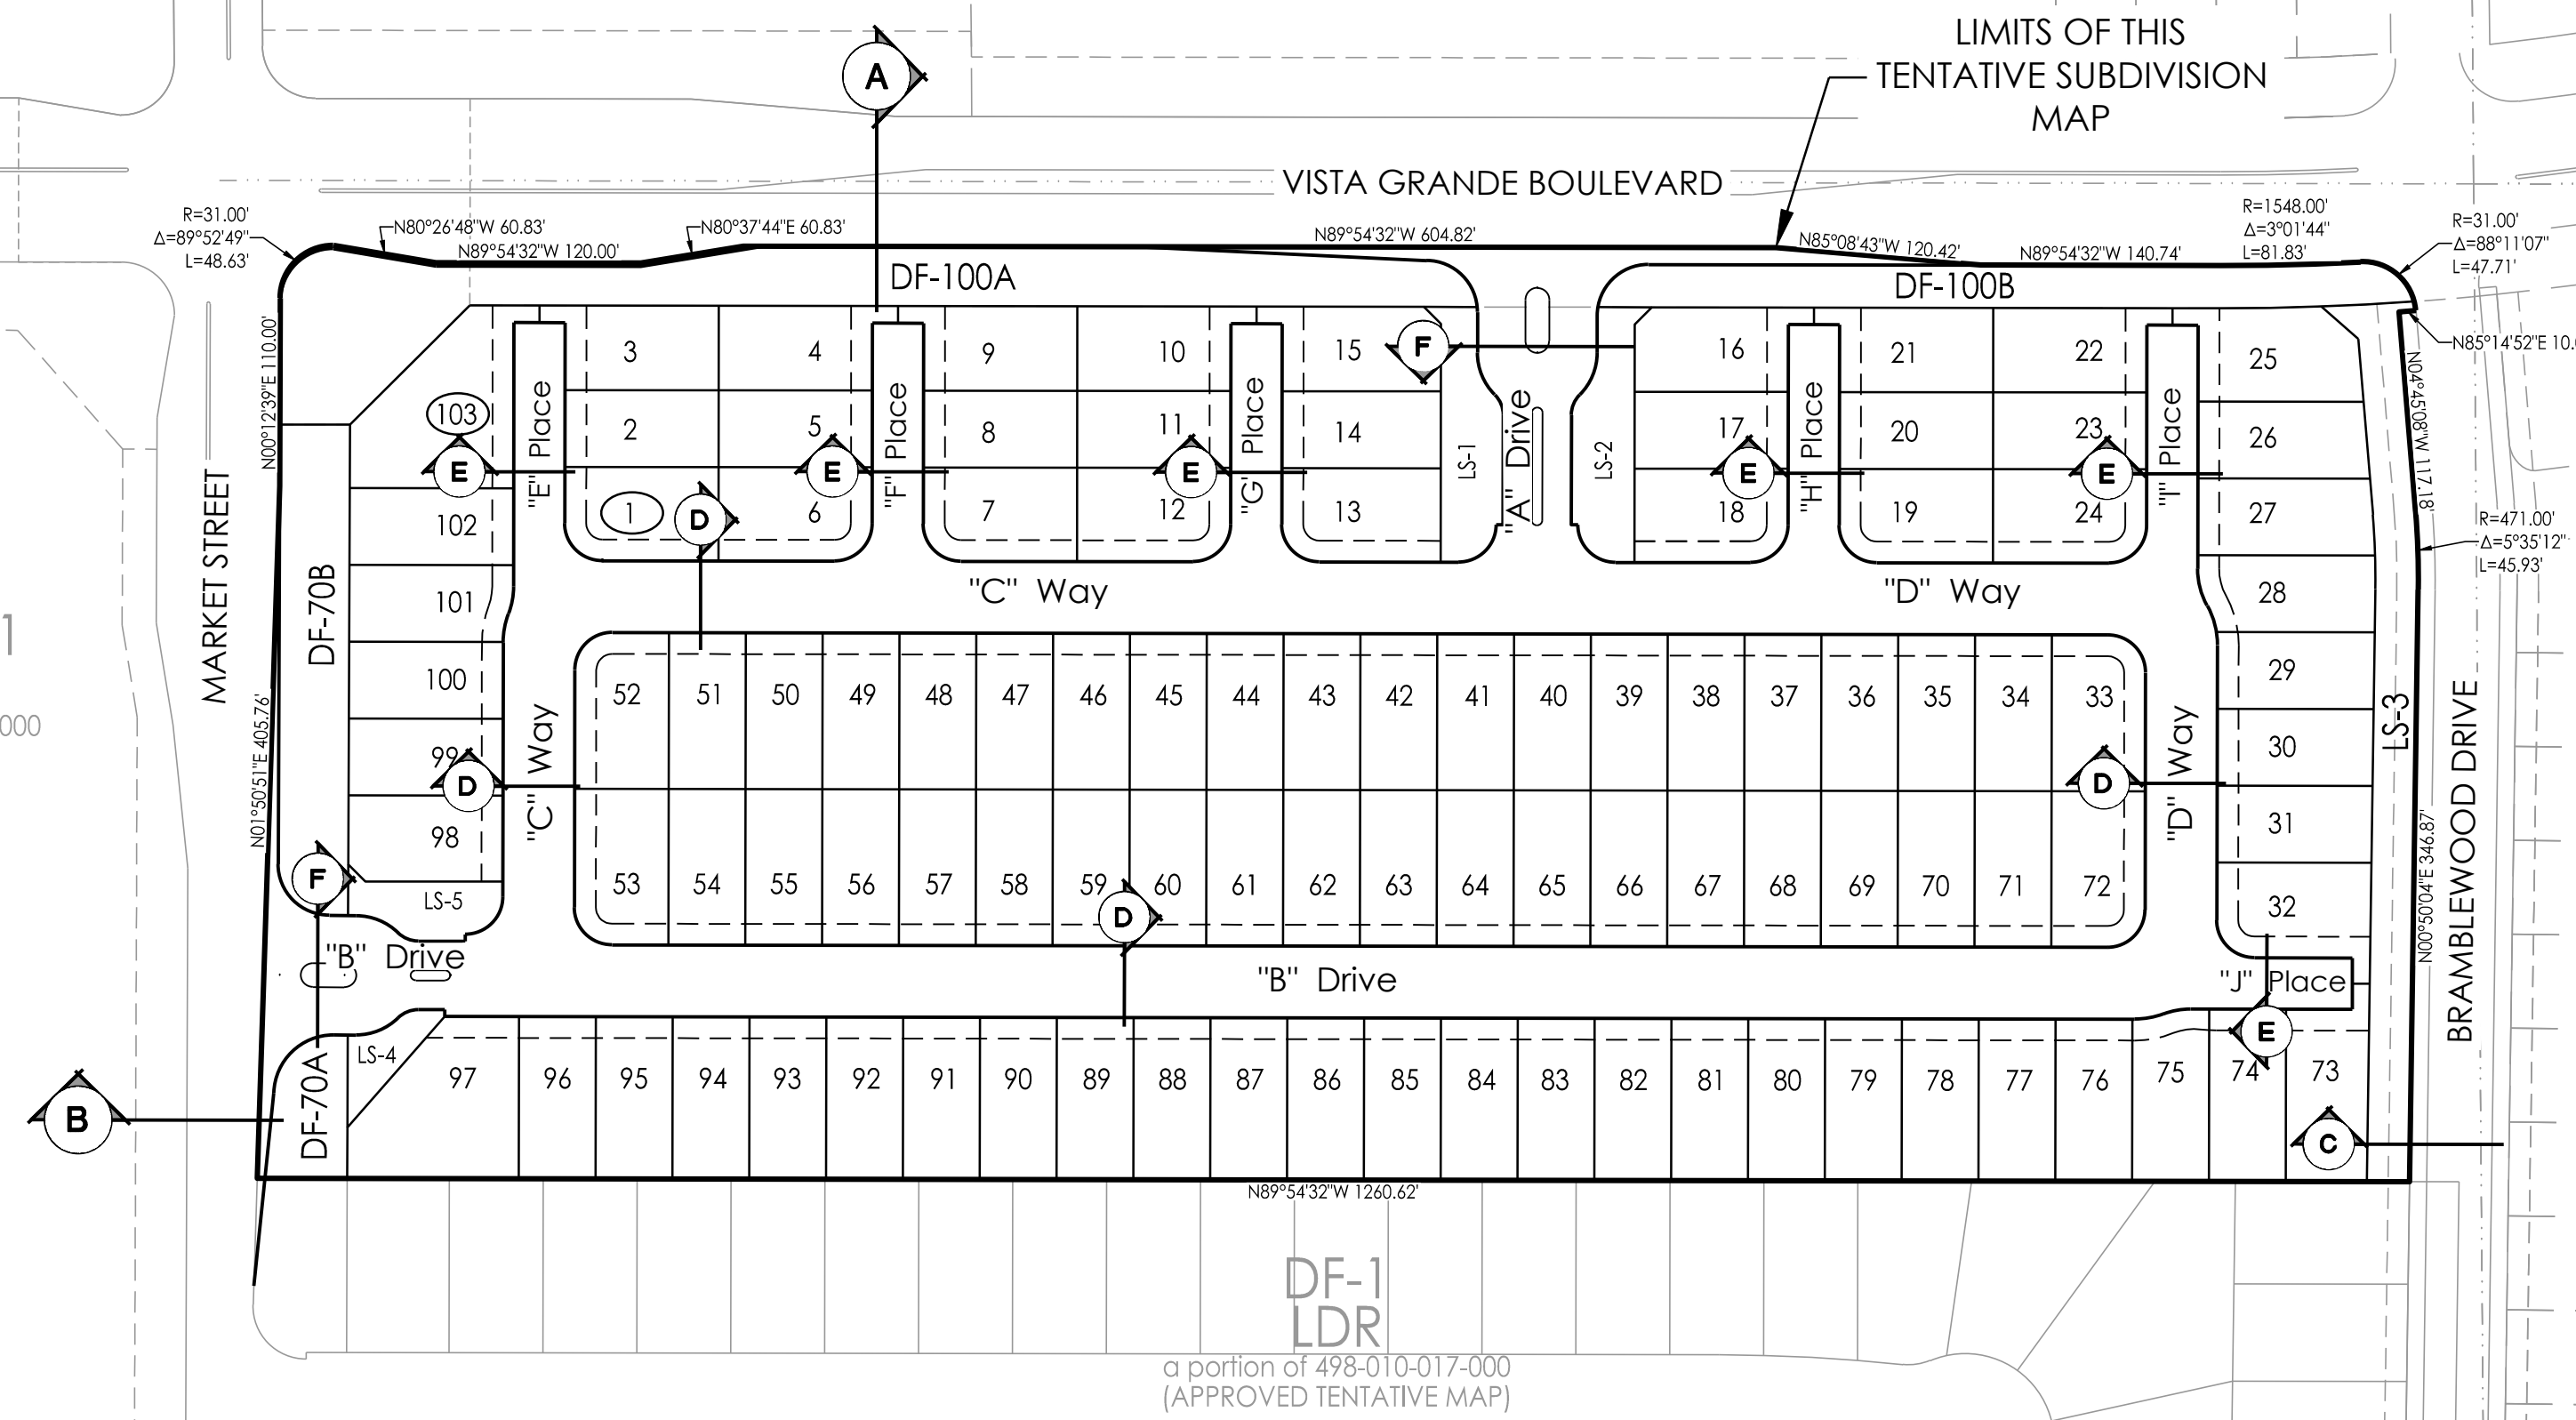 LIMITS OF THIS
TENTATIVE SUBDIVISION
MAP
A
VISTA GRANDE BOULEVARD
R=31.00'
Δ=89°52'49"
L=48.63'
N80°26'48"W 60.83'
N89°54'32"W 120.00'
N80°37'44"E 60.83'
N89°54'32"W 604.82'
N85°08'43"W 120.42'
N89°54'32"W 140.74'
R=1548.00'
Δ=3°01'44"
L=81.83'
R=31.00'
Δ=88°11'07"
L=47.71'
N85°14'52"E 10.
DF-100A
DF-100B
N00°12'39"E 110.00'
N04°45'08"W 117.18'
R=471.00'
Δ=5°35'12"
L=45.93'
3 4 9 10 15 F 16 21 22 25
103 2 5 8 11 14 17 20 23 26
E E E E E
"E" Place
"F" Place
"G" Place
LS-1
"A" Drive
LS-2
"H" Place
"I" Place
102 1 D 6 7 12 13 18 19 24 27
MARKET STREET
DF-70B
101
"C" Way
"D" Way
28
1
000
100
52 51 50 49 48 47 46 45 44 43 42 41 40 39 38 37 36 35 34 33
29
LS-3
BRAMBLEWOOD DRIVE
N01°50'51"E 405.76'
99
D
"C" Way
D
"D" Way
30
98
31
N00°50'04"E 346.87'
F
LS-5
53 54 55 56 57 58 59 60 61 62 63 64 65 66 67 68 69 70 71 72
32
D
"B" Drive
"B" Drive
"J" Place
E
DF-70A
LS-4
97 96 95 94 93 92 91 90 89 88 87 86 85 84 83 82 81 80 79 78 77 76 75 74 73
B
C
N89°54'32"W 1260.62'
DF-1
LDR
a portion of 498-010-017-000
(APPROVED TENTATIVE MAP)